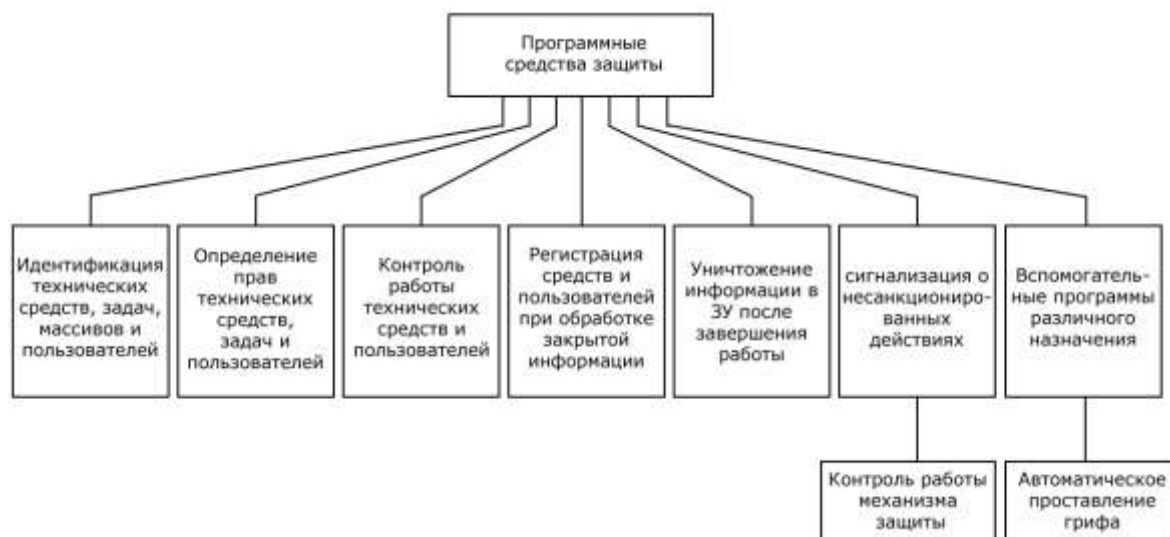 Программные
средства защиты
Идентификация
технических
средств, задач,
массивов и
пользователей
Определение
прав
технических
средств,
задач и
пользователей
Контроль
работы
технических
средств и
пользователей
Регистрация
средств и
пользователей
при обработке
закрытой
информации
Уничтожение
информации в
ЗУ после
завершения
работы
сигнализация о
несанкциониро-
ванных
действиях
Вспомогатель-
ные программы
различного
назначения
Контроль работы
механизма
защиты
Автоматическое
проставление
грифа